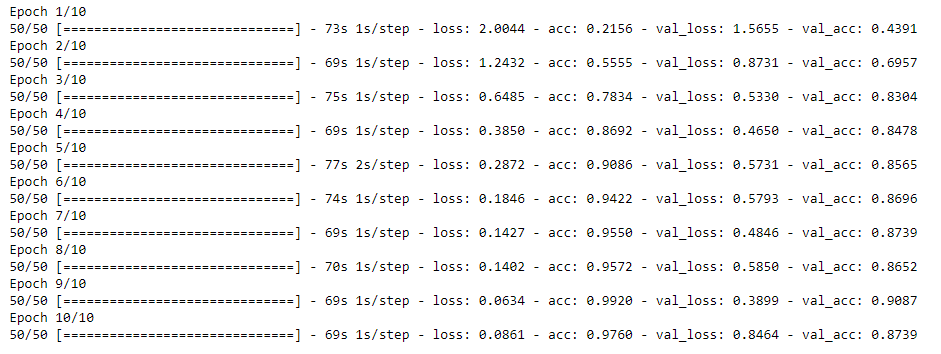 Epoch 1/10
50/50 [==============================] - 73s 1s/step - loss: 2.0044 - acc: 0.2156 - val_loss: 1.5655 - val_acc: 0.4391
Epoch 2/10
50/50 [==============================] - 69s 1s/step - loss: 1.2432 - acc: 0.5555 - val_loss: 0.8731 - val_acc: 0.6957
Epoch 3/10
50/50 [==============================] - 75s 1s/step - loss: 0.6485 - acc: 0.7834 - val_loss: 0.5330 - val_acc: 0.8304
Epoch 4/10
50/50 [==============================] - 69s 1s/step - loss: 0.3850 - acc: 0.8692 - val_loss: 0.4650 - val_acc: 0.8478
Epoch 5/10
50/50 [==============================] - 77s 2s/step - loss: 0.2872 - acc: 0.9086 - val_loss: 0.5731 - val_acc: 0.8565
Epoch 6/10
50/50 [==============================] - 74s 1s/step - loss: 0.1846 - acc: 0.9422 - val_loss: 0.5793 - val_acc: 0.8696
Epoch 7/10
50/50 [==============================] - 69s 1s/step - loss: 0.1427 - acc: 0.9550 - val_loss: 0.4846 - val_acc: 0.8739
Epoch 8/10
50/50 [==============================] - 70s 1s/step - loss: 0.1402 - acc: 0.9572 - val_loss: 0.5850 - val_acc: 0.8652
Epoch 9/10
50/50 [==============================] - 69s 1s/step - loss: 0.0634 - acc: 0.9920 - val_loss: 0.3899 - val_acc: 0.9087
Epoch 10/10
50/50 [==============================] - 69s 1s/step - loss: 0.0861 - acc: 0.9760 - val_loss: 0.8464 - val_acc: 0.8739